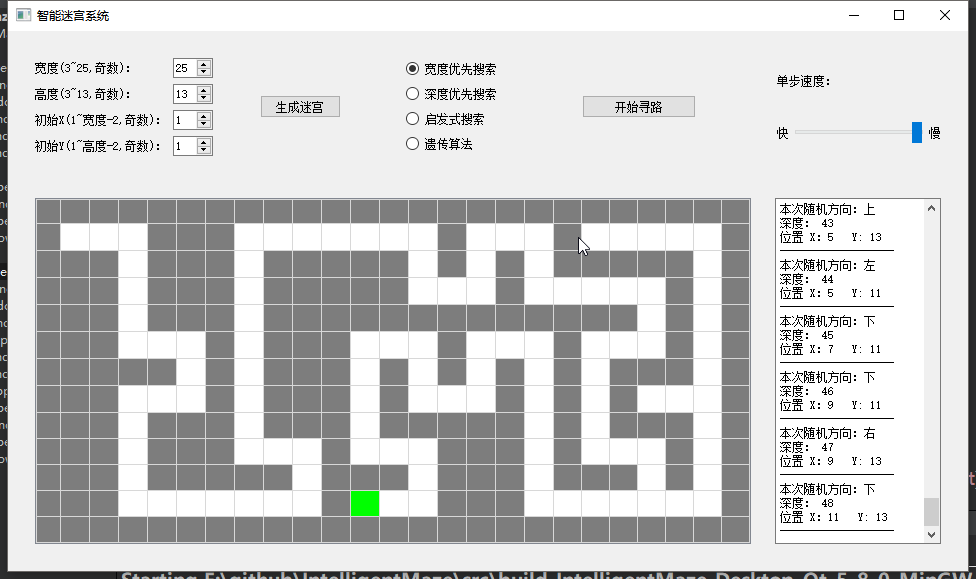 智能迷宫系统
宽度(3~25,奇数): 25
高度(3~13,奇数): 13
初始X(1~宽度-2,奇数): 1
初始Y(1~高度-2,奇数): 1
生成迷宫
宽度优先搜索
深度优先搜索
启发式搜索
遗传算法
开始寻路
单步速度:
快 慢
本次随机方向: 上
深度: 43
位置 X: 5 Y: 13
本次随机方向: 左
深度: 44
位置 X: 5 Y: 11
本次随机方向: 下
深度: 45
位置 X: 7 Y: 11
本次随机方向: 下
深度: 46
位置 X: 9 Y: 11
本次随机方向: 右
深度: 47
位置 X: 9 Y: 13
本次随机方向: 下
深度: 48
位置 X: 11 Y: 13